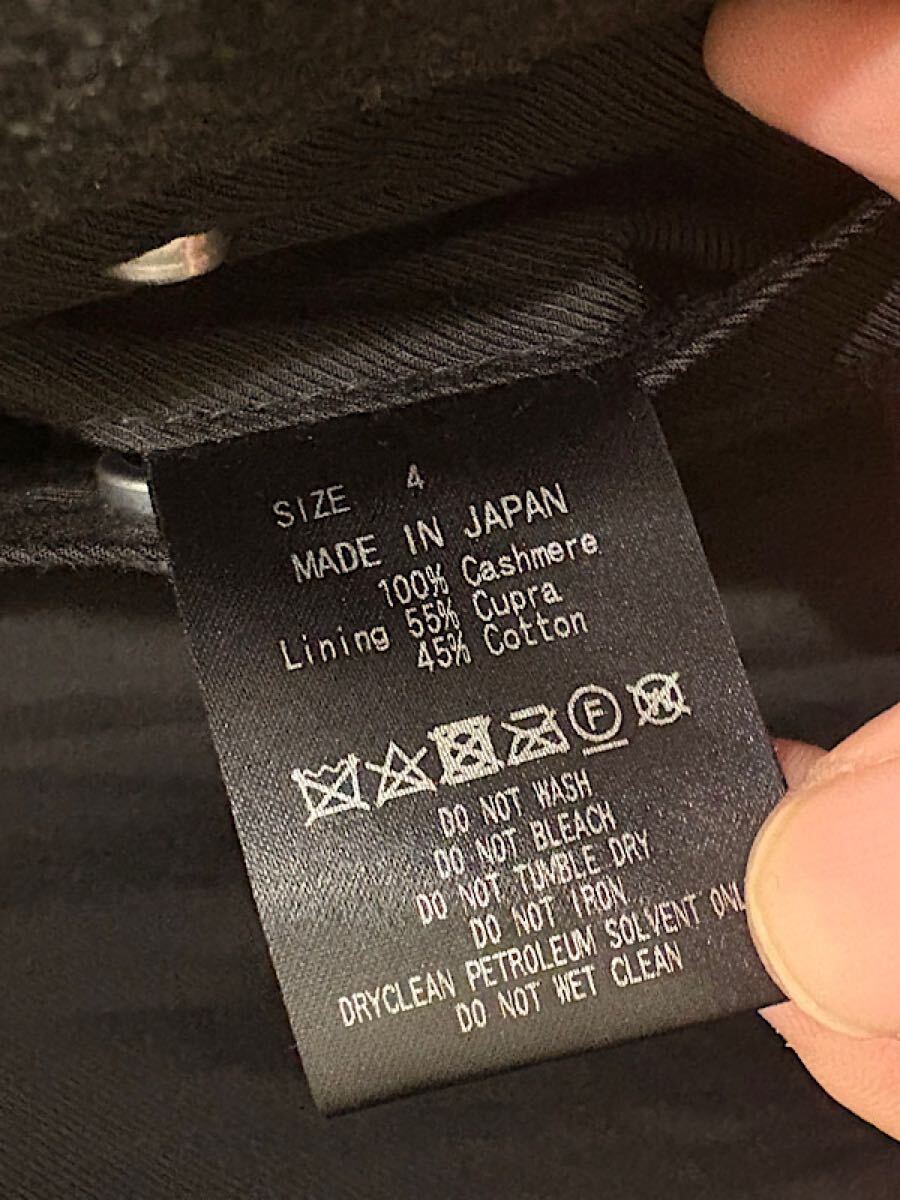 SIZE 4
MADE IN JAPAN
100% Cashmere
Lining 55% Cupra
45% Cotton
F W
DO NOT WASH
DO NOT BLEACH
DO NOT TUMBLE DRY
DO NOT IRON
DRYCLEAN PETROLEUM SOLVENT ONL
DO NOT WET CLEAN